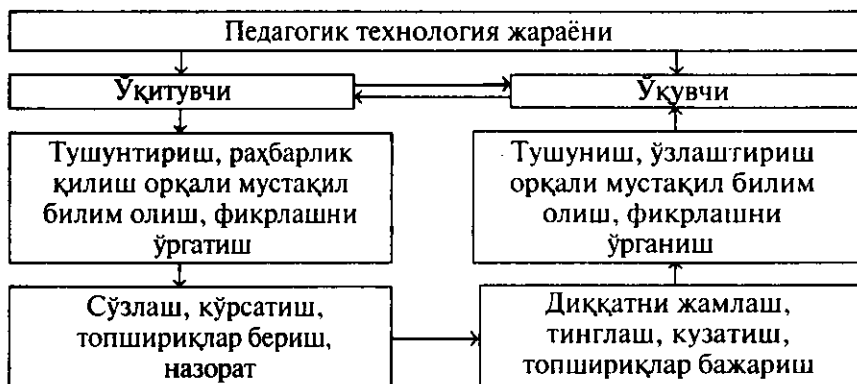 Педагогик технология жараёни
Ўқитувчи
Ўқувчи
Тушунтириш, раҳбарлик
қилиш орқали мустақил
билим олиш, фикрлашни
ўргатиш
Тушуниш, ўзлаштириш
орқали мустақил билим
олиш, фикрлашни
ўрганиш
Сўзлаш, кўрсатиш,
топшириқлар бериш,
назорат
Диққатни жамлаш,
тинглаш, кузатиш,
топшириқлар бажариш